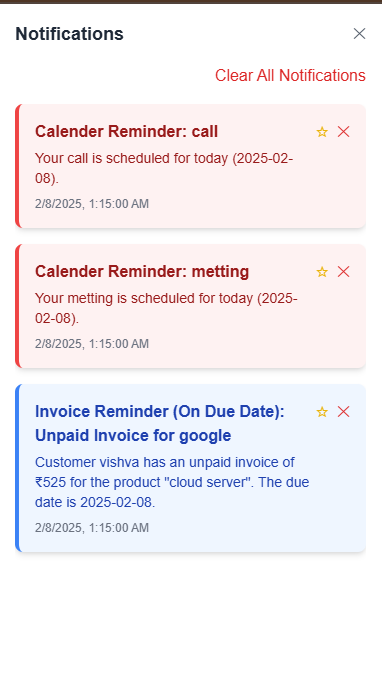 Notifications
Clear All Notifications
Calender Reminder: call
Your call is scheduled for today (2025-02-
08).
2/8/2025, 1:15:00 AM
Calender Reminder: metting
Your metting is scheduled for today (2025-
02-08).
2/8/2025, 1:15:00 AM
Invoice Reminder (On Due Date):
Unpaid Invoice for google
Customer vishva has an unpaid invoice of
₹525 for the product "cloud server". The due
date is 2025-02-08.
2/8/2025, 1:15:00 AM